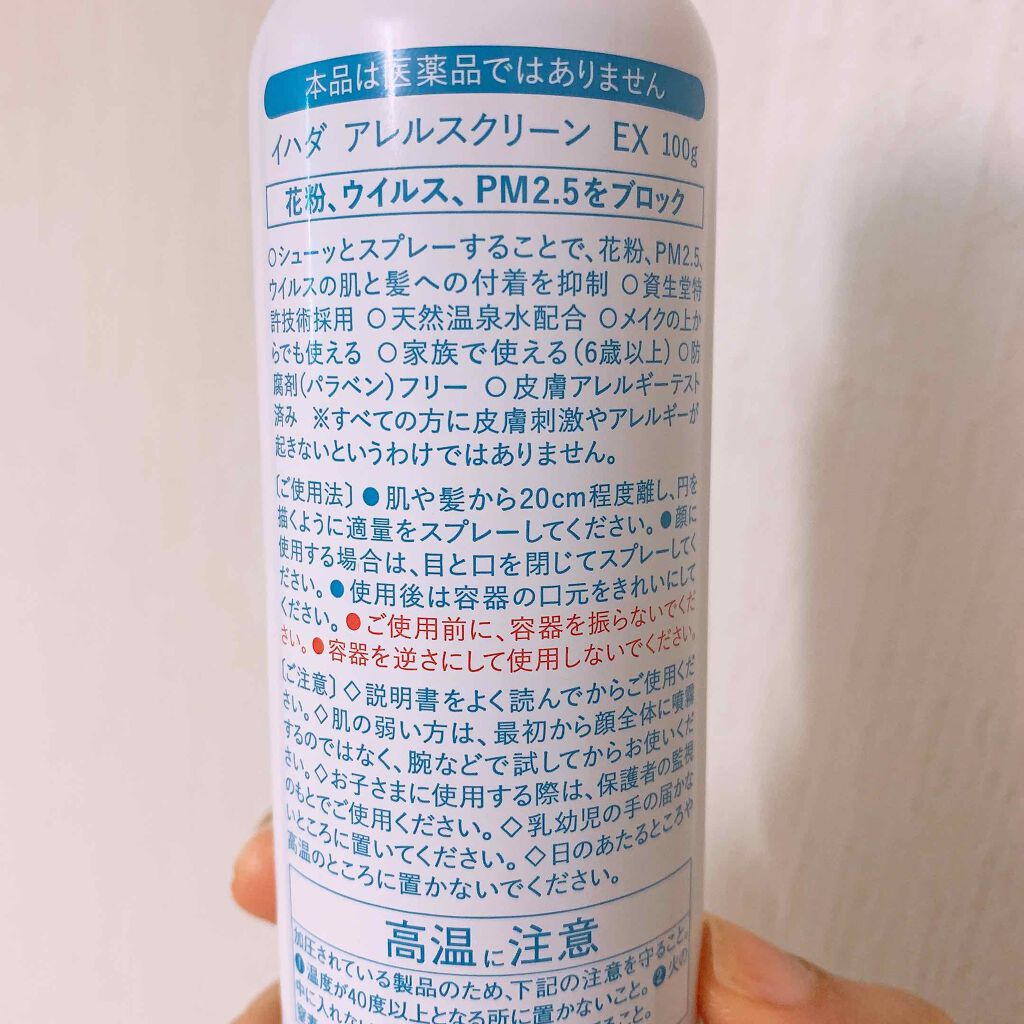 本品は医薬品ではありません
イハダ アレルスクリーン EX 100g
花粉、ウイルス、PM2.5をブロック
○シューッとスプレーすることで、花粉、PM2.5、
ウイルスの肌と髪への付着を抑制 ○資生堂特
許技術採用 ○天然温泉水配合 ○メイクの上か
らでも使える ○家族で使える(6歳以上) ○防
腐剤(パラベン)フリー ○皮膚アレルギーテスト
済み ※すべての方に皮膚刺激やアレルギーが
起きないというわけではありません。
〔ご使用法〕●肌や髪から20cm程度離し、円を
描くように適量をスプレーしてください。●顔に
使用する場合は、目と口を閉じてスプレーしてく
ださい。●使用後は容器の口元をきれいにして
ください。●ご使用前に、容器を振らないでくだ
さい。●容器を逆さにして使用しないでください。
〔ご注意〕◇説明書をよく読んでからご使用くだ
さい。◇肌の弱い方は、最初から顔全体に噴霧
するのではなく、腕などで試してからお使いくだ
さい。◇お子さまに使用する際は、保護者の監視
のもとでご使用ください。◇乳幼児の手の届かな
いところに置いてください。◇日のあたるところや
高温のところに置かないでください。
高温に注意
加圧されている製品のため、下記の注意を守ること。
❶温度が40度以上となる所に置かないこと。❷火の
中に入れない